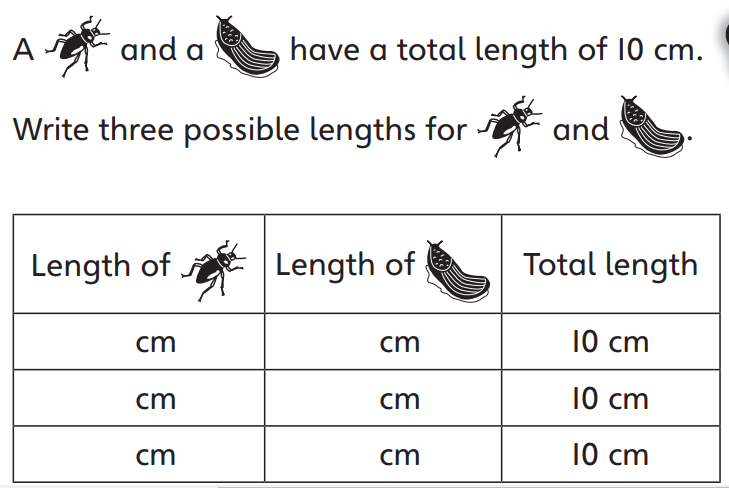 A and a have a total length of 10 cm.
Write three possible lengths for and .
Length of Length of Total length
cm cm 10 cm
cm cm 10 cm
cm cm 10 cm